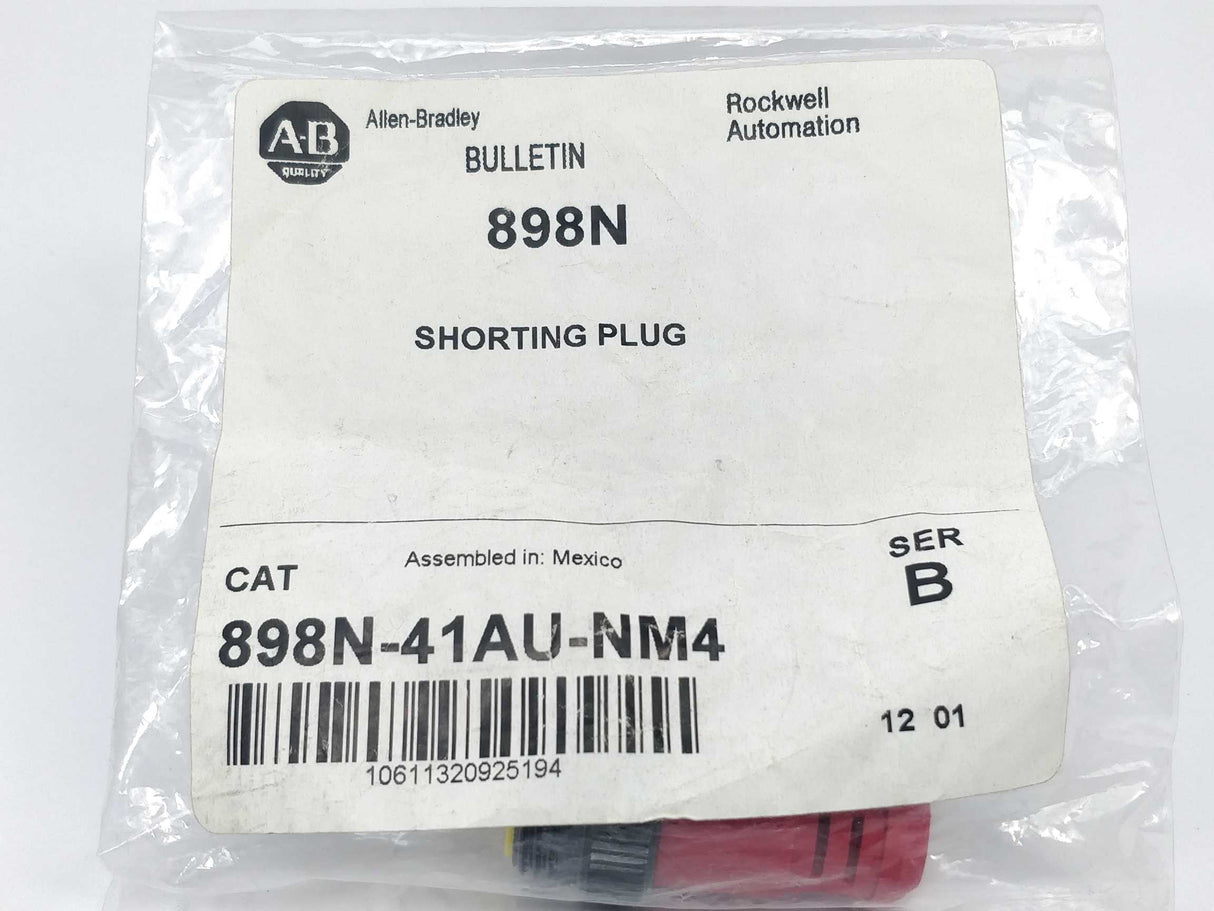 A-B
QUALITY
Allen-Bradley
Rockwell
Automation
BULLETIN
898N
SHORTING PLUG
Assembled in: Mexico
SER
B
CAT
898N-41AU-NM4
12 01
10611320925194